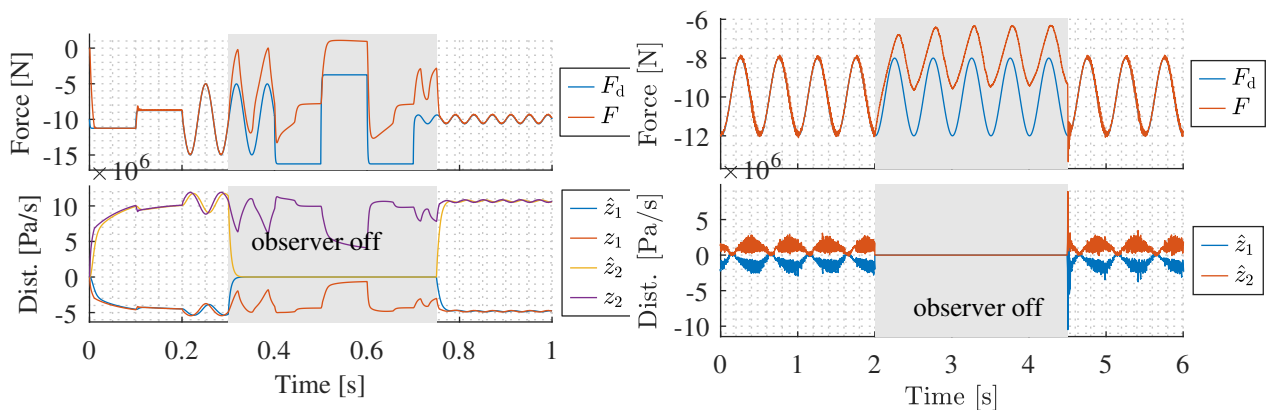 Force [N]
0
-5
-10
-15
F_d
F
×10^6
Dist. [Pa/s]
10
5
0
-5
observer off
ẑ_1
z_1
ẑ_2
z_2
0 0.2 0.4 0.6 0.8 1
Time [s]
Force [N]
-6
-8
-10
-12
F_d
F
×10^6
Dist. [Pa/s]
5
0
-5
-10
observer off
ẑ_1
ẑ_2
0 1 2 3 4 5 6
Time [s]